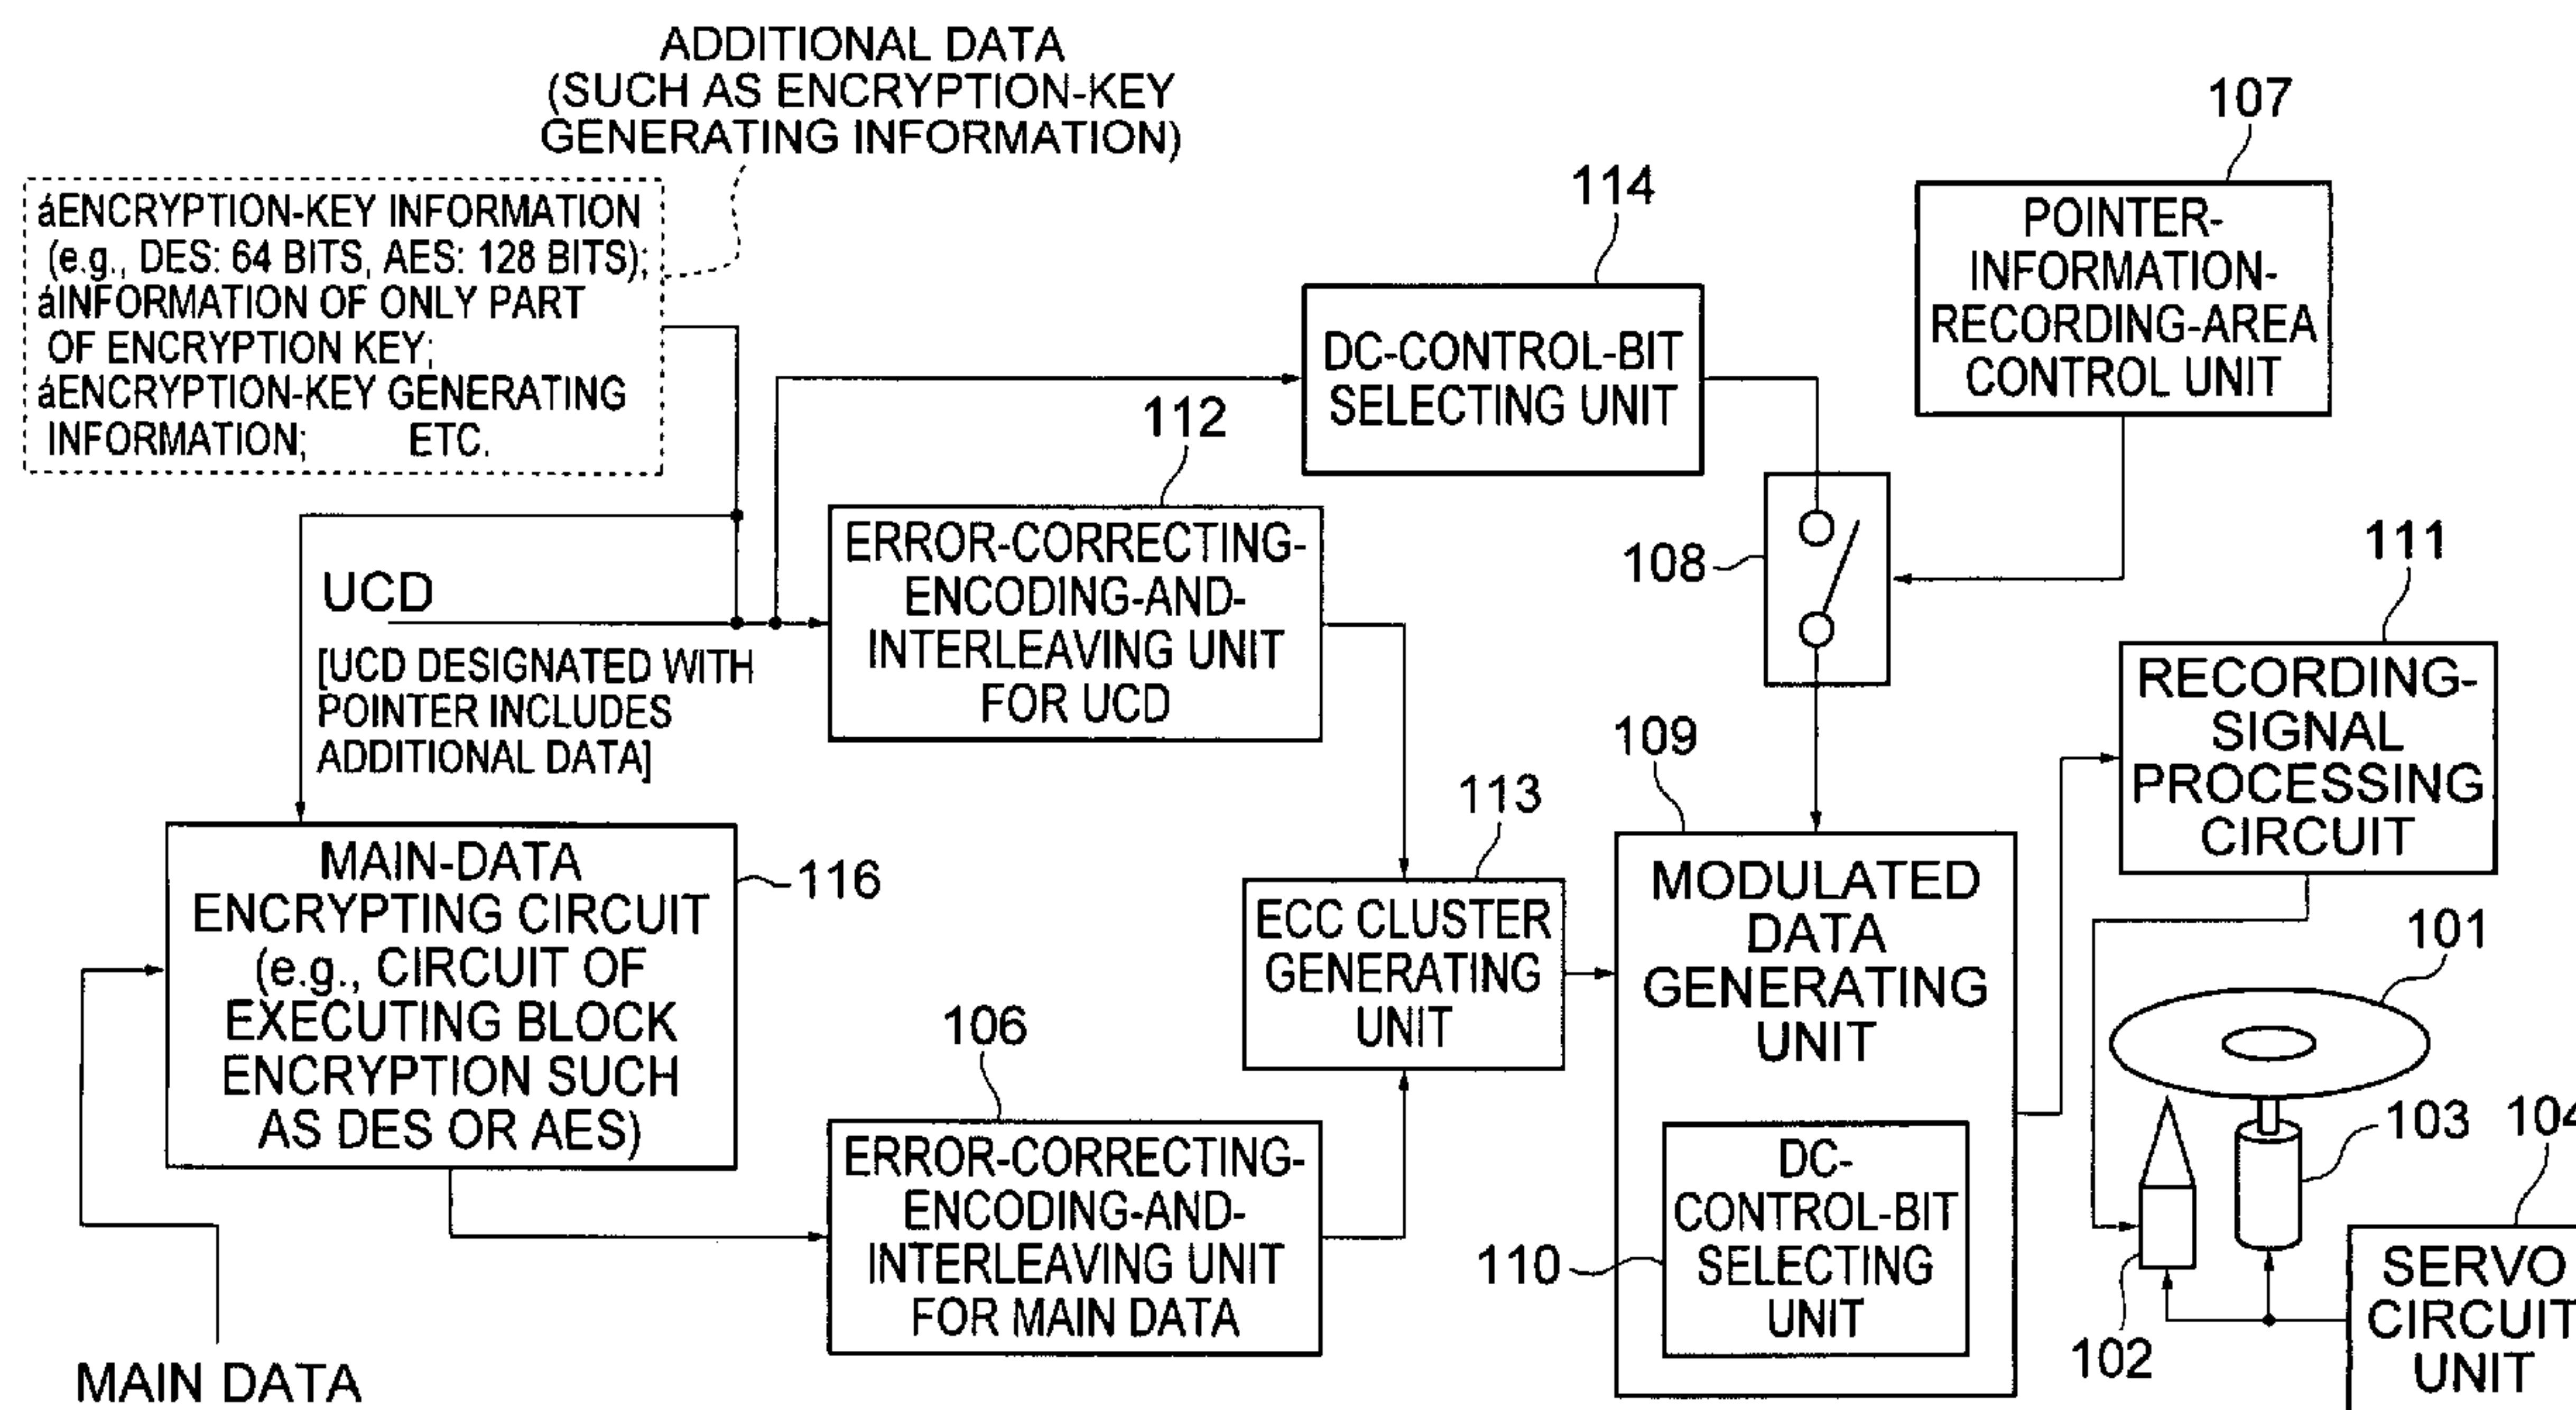 ADDITIONAL DATA
(SUCH AS ENCRYPTION-KEY
GENERATING INFORMATION)
áENCRYPTION-KEY INFORMATION
(e.g., DES: 64 BITS, AES: 128 BITS);
áINFORMATION OF ONLY PART
OF ENCRYPTION KEY;
áENCRYPTION-KEY GENERATING
INFORMATION; ETC.
107
POINTER-
INFORMATION-
RECORDING-AREA
CONTROL UNIT
114
DC-CONTROL-BIT
SELECTING UNIT
112
ERROR-CORRECTING-
ENCODING-AND-
INTERLEAVING UNIT
FOR UCD
108
UCD
[UCD DESIGNATED WITH
POINTER INCLUDES
ADDITIONAL DATA]
111
RECORDING-
SIGNAL
PROCESSING
CIRCUIT
116
MAIN-DATA
ENCRYPTING CIRCUIT
(e.g., CIRCUIT OF
EXECUTING BLOCK
ENCRYPTION SUCH
AS DES OR AES)
113
ECC CLUSTER
GENERATING
UNIT
109
MODULATED
DATA
GENERATING
UNIT
110
DC-
CONTROL-BIT
SELECTING
UNIT
106
ERROR-CORRECTING-
ENCODING-AND-
INTERLEAVING UNIT
FOR MAIN DATA
101
103
104
102
SERVO
CIRCUIT
UNIT
MAIN DATA